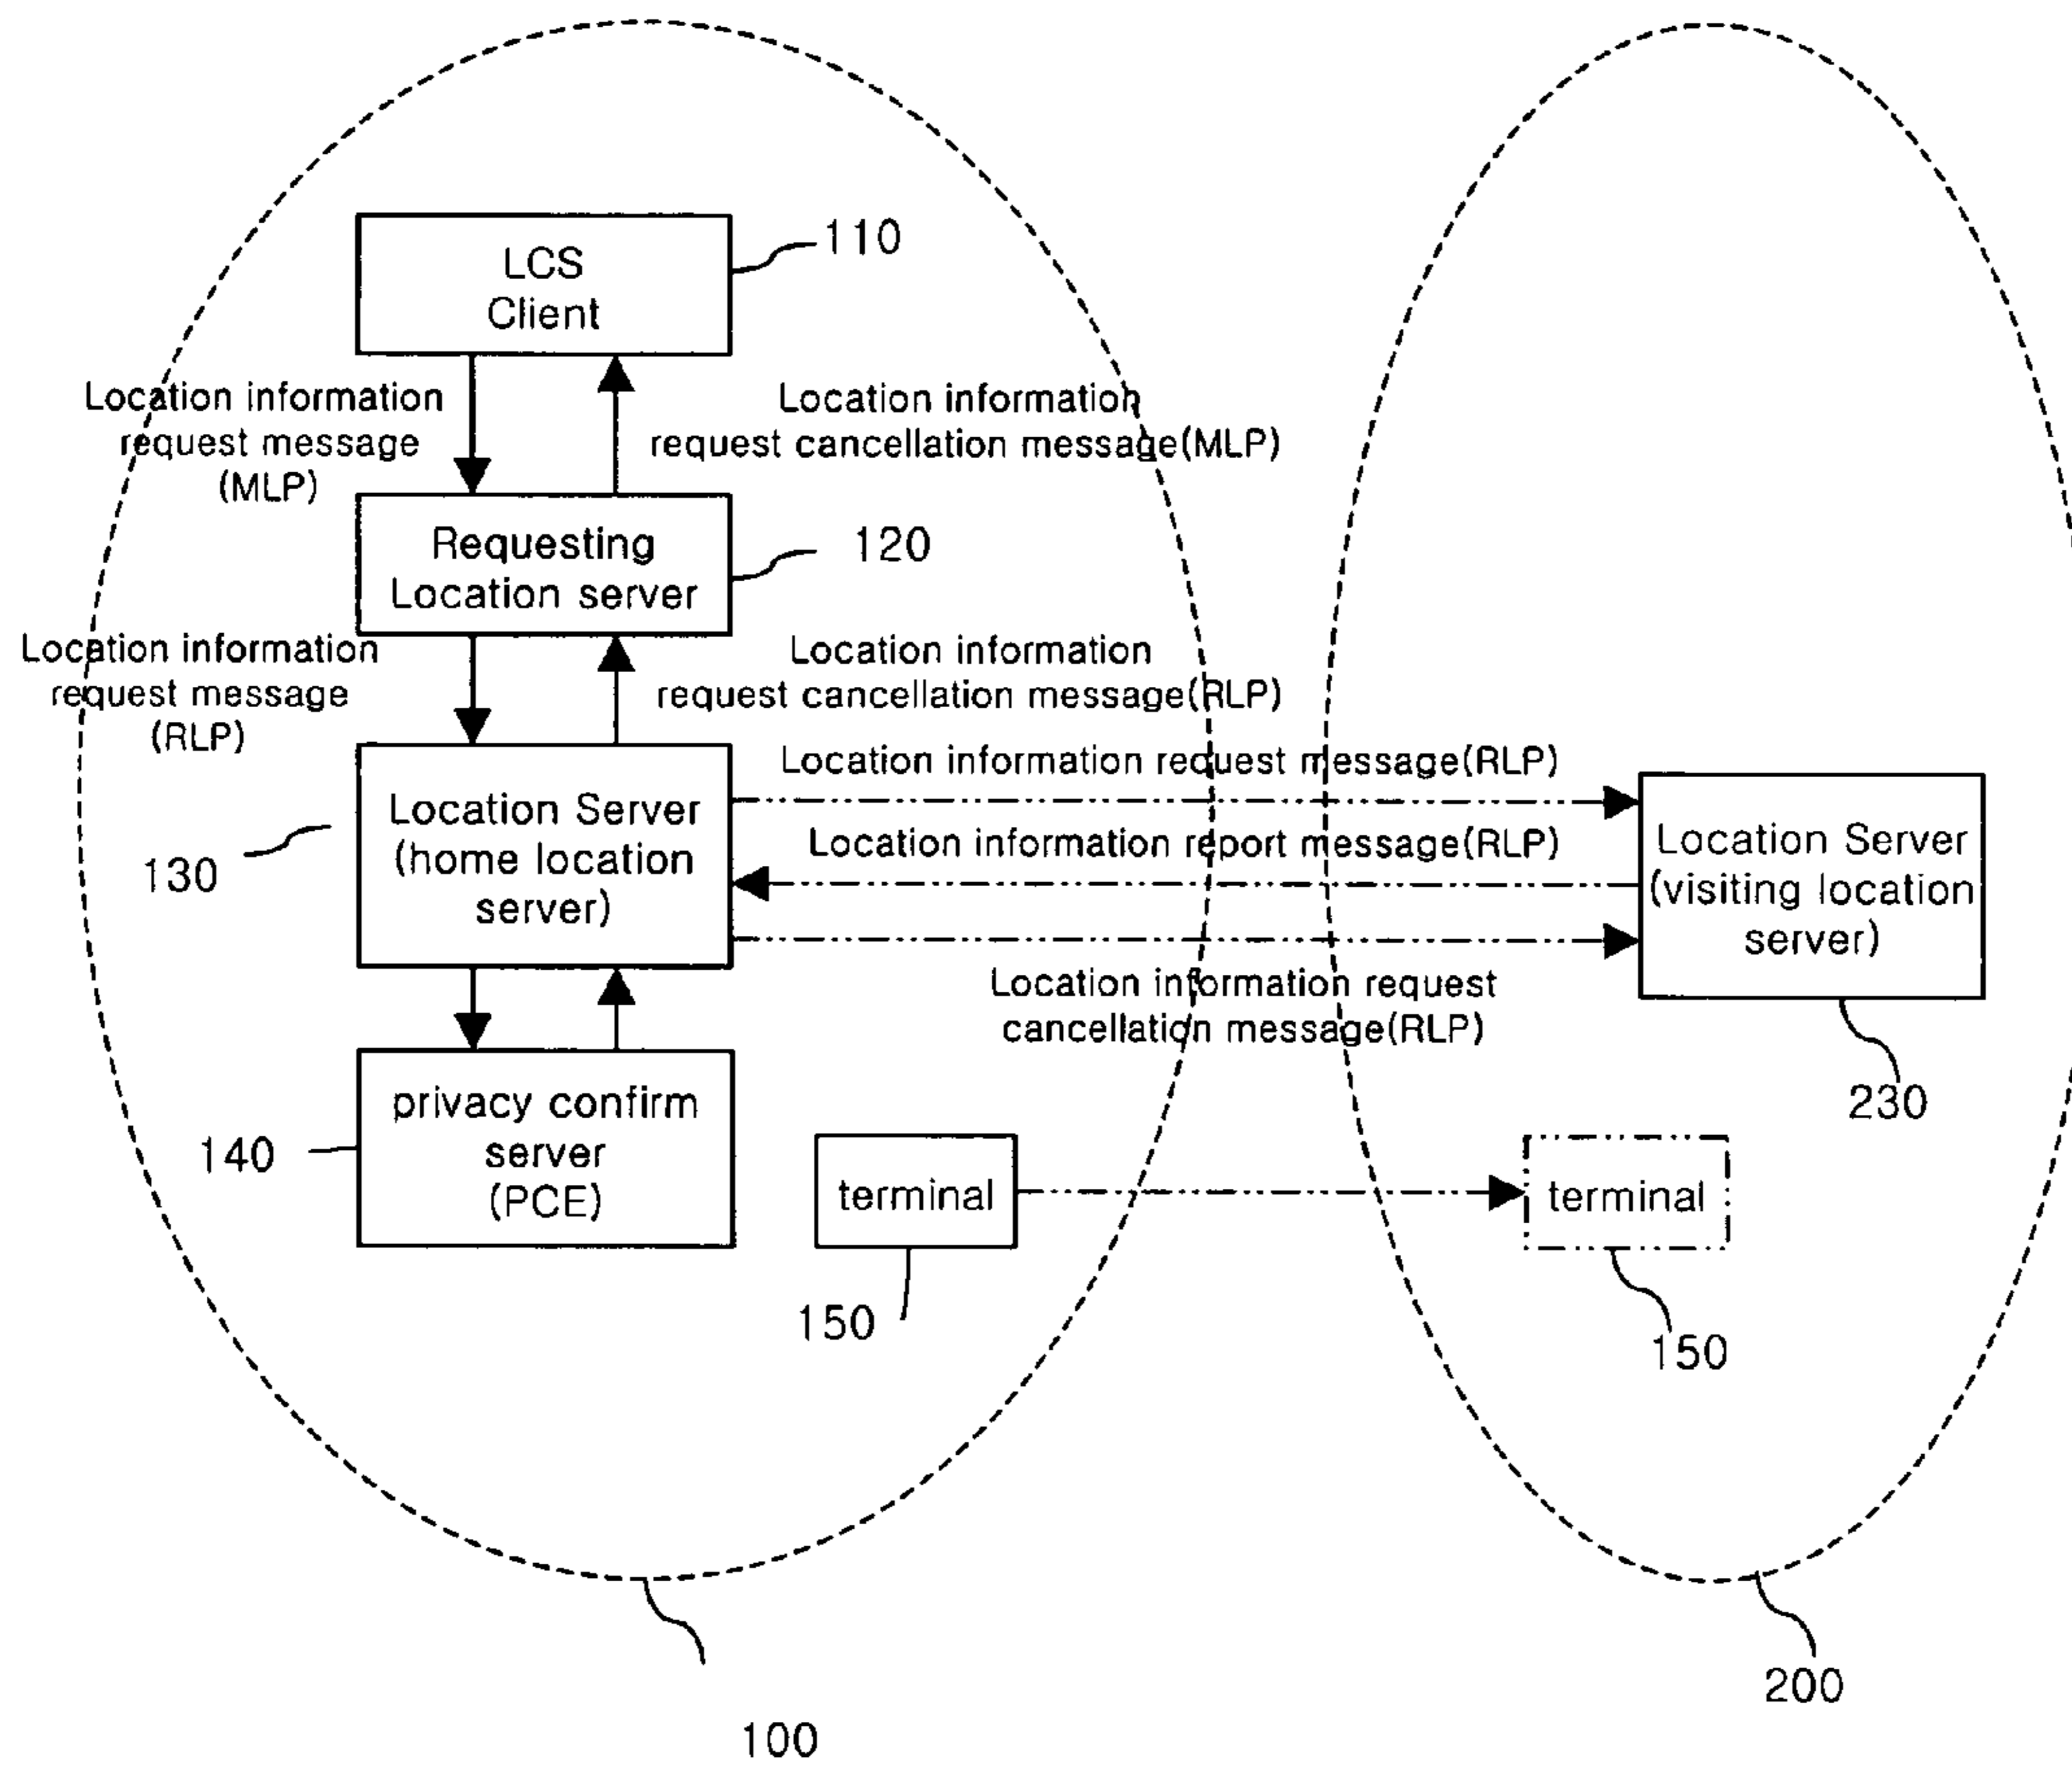 LCS
Client
110
Location information
request message
(MLP)
Location information
request cancellation message(MLP)
Requesting
Location server
120
Location information
request message
(RLP)
Location information
request cancellation message(RLP)
Location Server
(home location
server)
130
Location information request message(RLP)
Location information report message(RLP)
Location information request
cancellation message(RLP)
Location Server
(visiting location
server)
230
privacy confirm
server
(PCE)
140
terminal
150
terminal
150
100
200